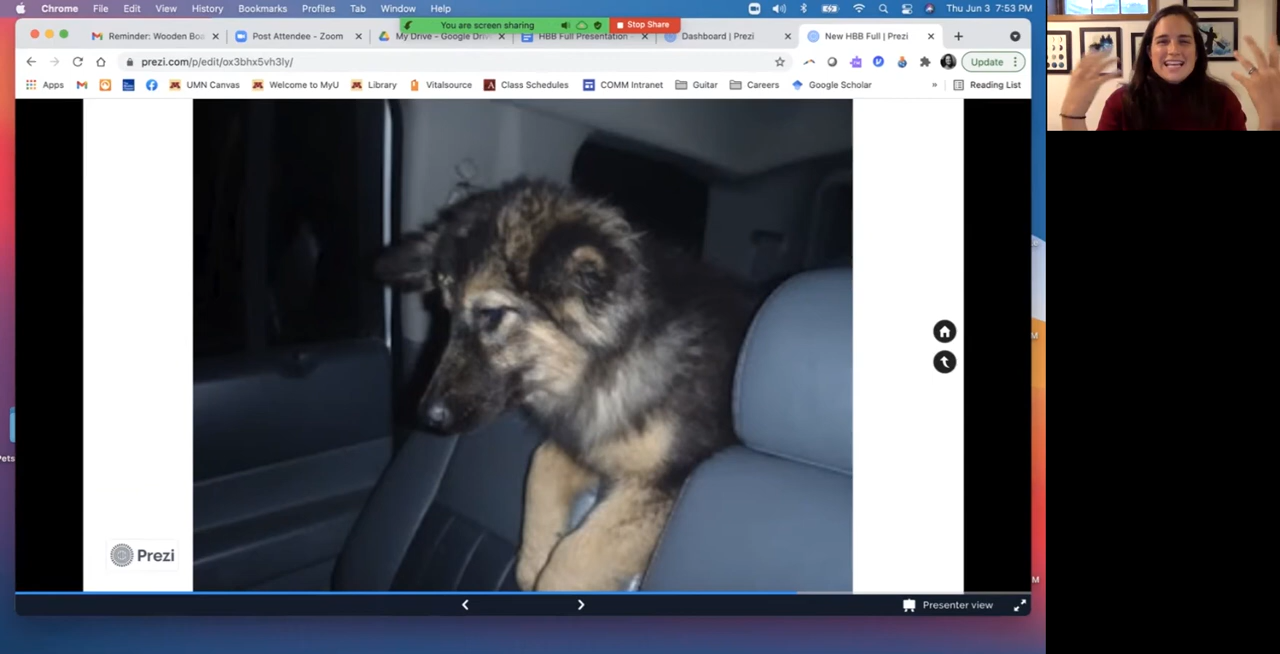 Chrome File Edit View History Bookmarks Profiles Tab Window Help Thu Jun 3 7:53 PM
You are screen sharing Stop Share
Reminder: Wooden Boa Post Attendee - Zoom My Drive - Google Driv HBB Full Presentation - Dashboard | Prezi New HBB Full | Prezi
prezi.com/p/edit/ox3bhx5vh3ly/ Update
Apps UMN Canvas Welcome to MyU Library Vitalsource Class Schedules COMM Intranet Guitar Careers Google Scholar » Reading List
Prezi
Presenter view